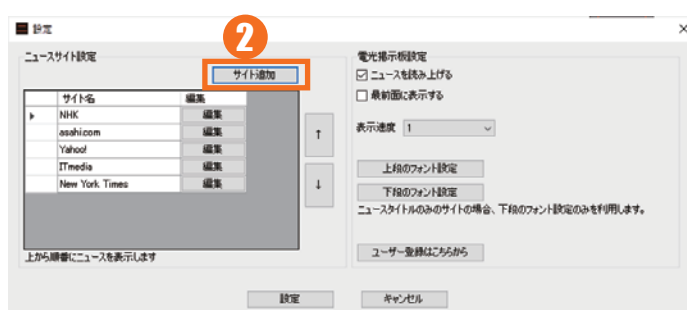 設定
2
ニュースサイト設定
サイト追加
サイト名 編集
NHK 編集
asahi.com 編集
Yahoo! 編集
ITmedia 編集
New York Times 編集
↑
↓
上から順番にニュースを表示します
電光掲示板設定
ニュースを読み上げる
最前面に表示する
表示速度 1
上段のフォント設定
下段のフォント設定
ニュースタイトルのみのサイトの場合、下段のフォント設定のみを利用します。
ユーザー登録はこちらから
設定 キャンセル